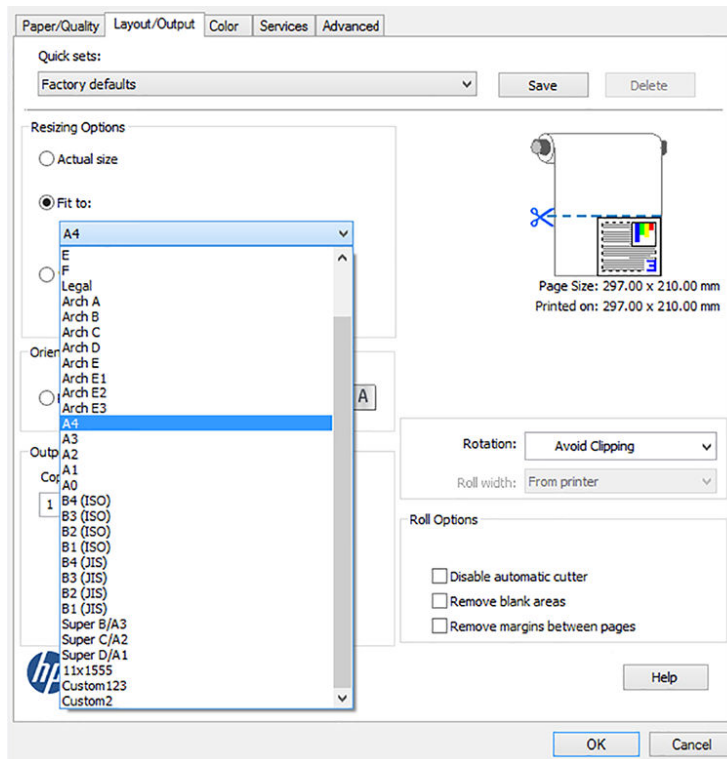 Paper/Quality Layout/Output Color Services Advanced
Quick sets:
Factory defaults Save Delete
Resizing Options
Actual size
Fit to:
A4
E
F
Legal
Arch A
Arch B
Arch C
Arch D
Arch E
Arch E1
Arch E2
Arch E3
A4
A3
A2
A1
A0
B4 (ISO)
B3 (ISO)
B2 (ISO)
B1 (ISO)
B4 (JIS)
B3 (JIS)
B2 (JIS)
B1 (JIS)
Super B/A3
Super C/A2
Super D/A1
11x1555
Custom123
Custom2
Page Size: 297.00 x 210.00 mm
Printed on: 297.00 x 210.00 mm
Orien
A
Outp
Cop
1
Rotation: Avoid Clipping
Roll width: From printer
Roll Options
Disable automatic cutter
Remove blank areas
Remove margins between pages
hp
Help
OK Cancel